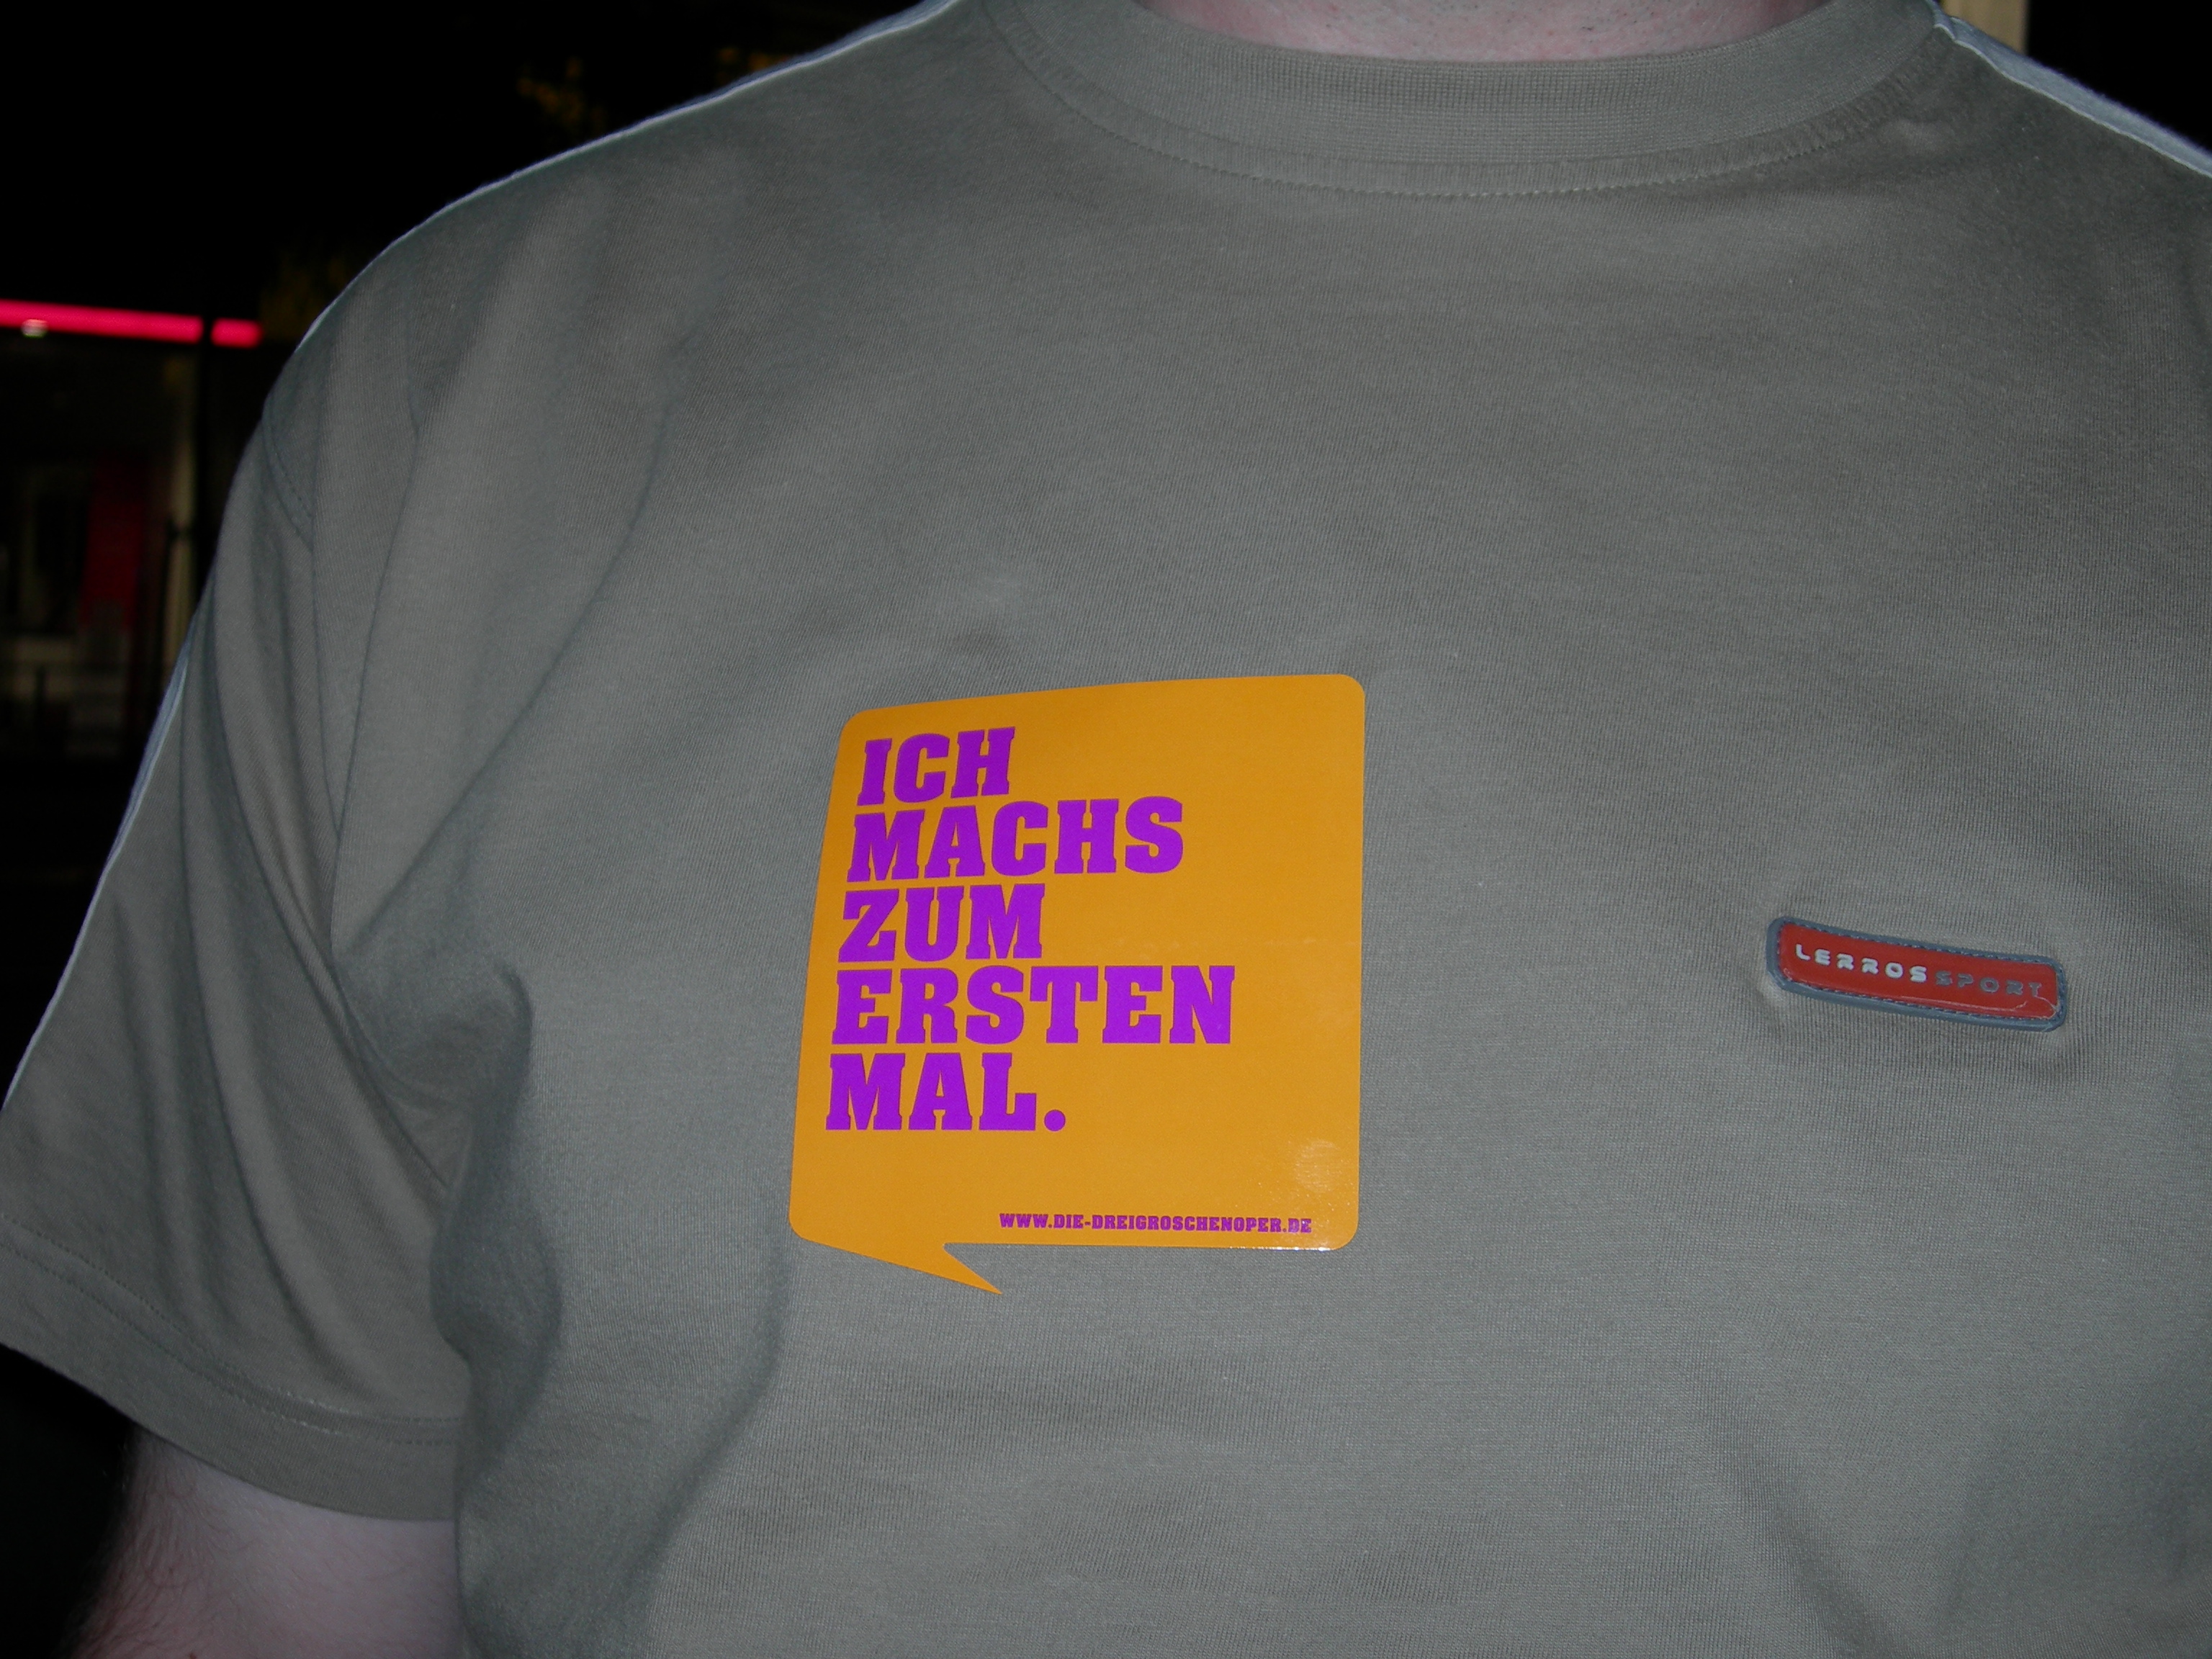 ICH
MACHS
ZUM
ERSTEN
MAL.
WWW.DIE-DREIGROSCHENOPER.DE
LERROS SPORT